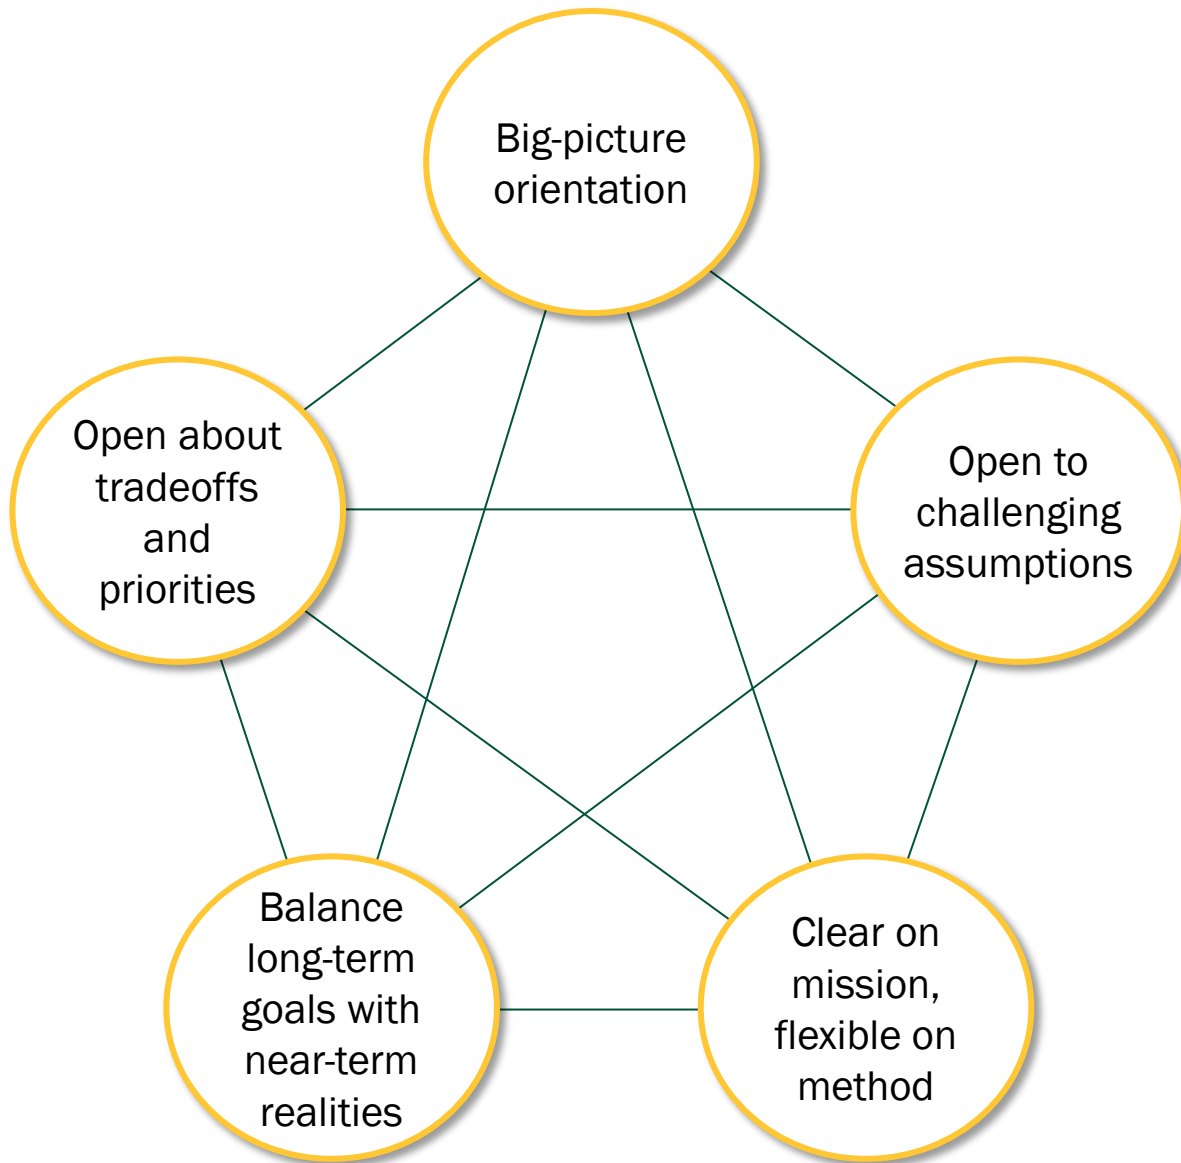 Big-picture
orientation
Open about
tradeoffs
and
priorities
Open to
challenging
assumptions
Balance
long-term
goals with
near-term
realities
Clear on
mission,
flexible on
method